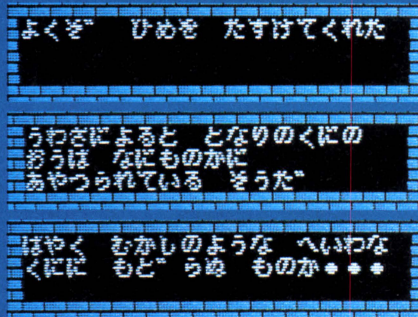 よくぞ　ひめを　たすけてくれた
うわさによると　となりのくにの
おうは　なにものかに
あやつられている　そうだ
はやく　むかしのような　へいわな
くにに　もど らぬ　ものか・・・